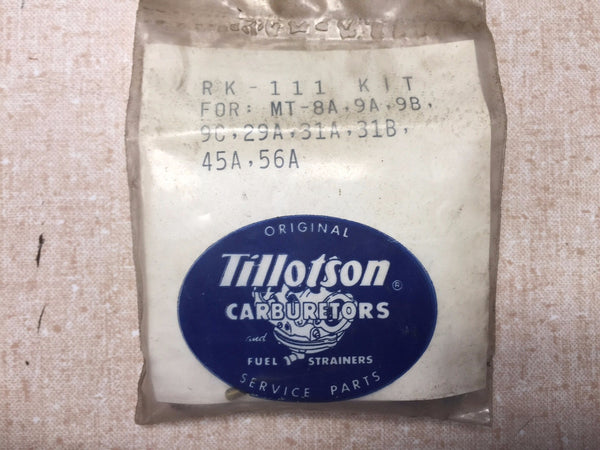 RK-111 KIT
FOR: MT-8A, 9A, 9B,
9C, 29A, 31A, 31B,
45A, 56A
ORIGINAL
Tillotson ®
CARBURETORS
and
FUEL STRAINERS
SERVICE PARTS